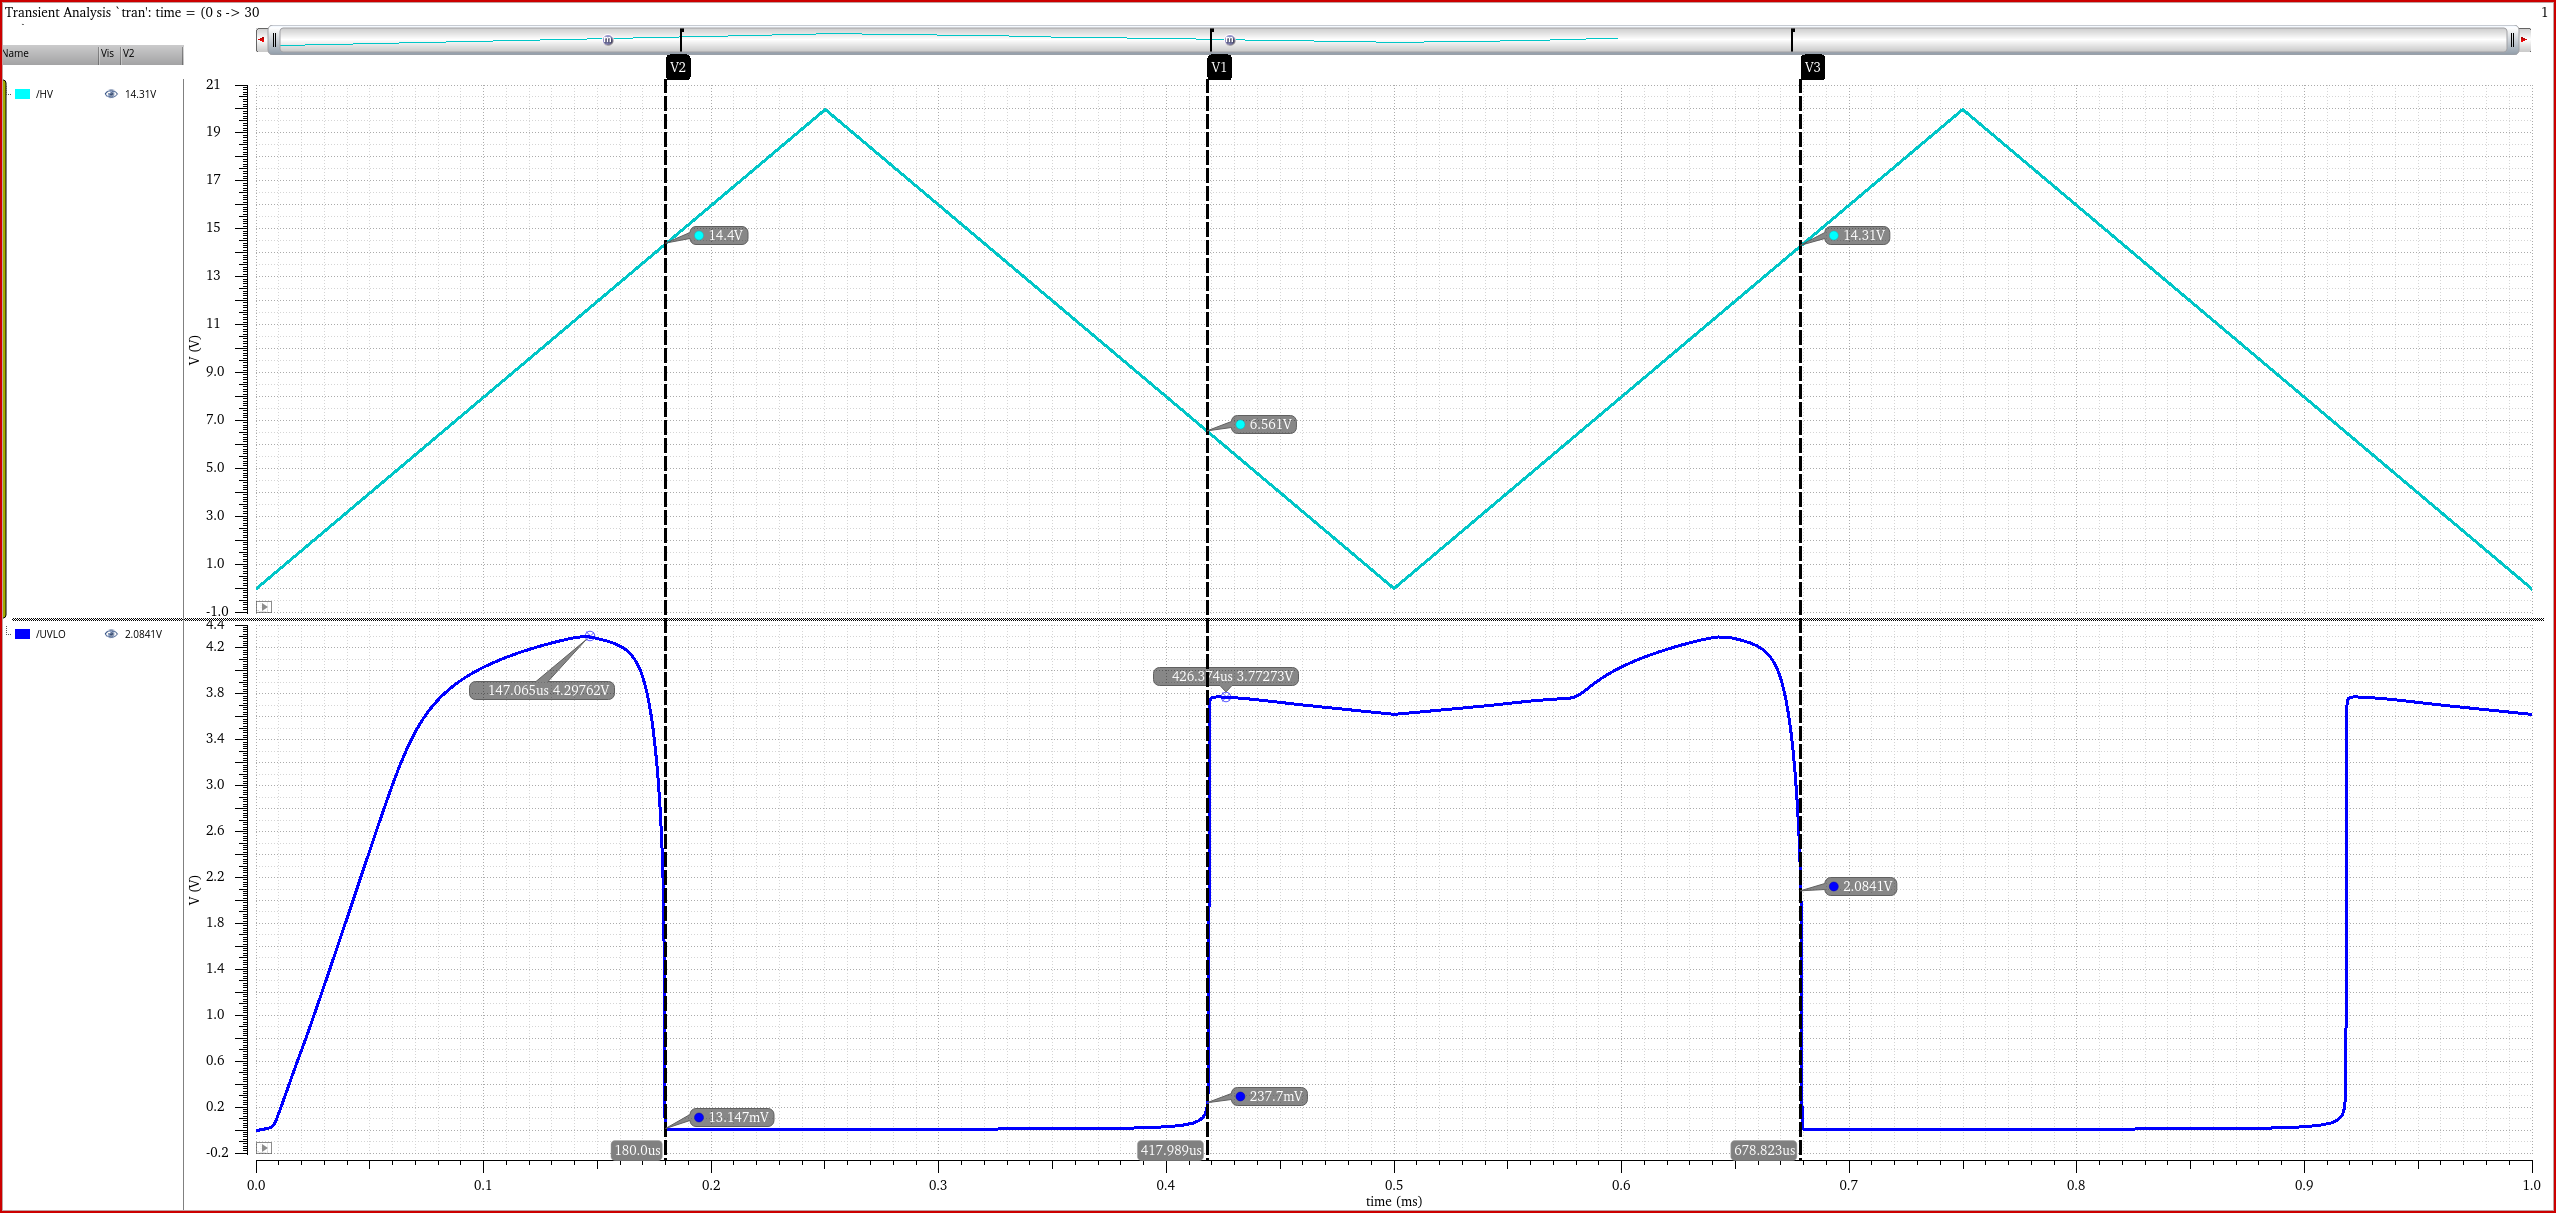 Transient Analysis `tran': time = (0 s -> 30
1
Name Vis V2
V2 V1 V3
/HV 14.31V
21
19
17
15
13
11
9.0
7.0
5.0
3.0
1.0
-1.0
V (V)
14.4V
6.561V
14.31V
/UVLO 2.0841V
4.4
4.2
3.8
3.4
3.0
2.6
2.2
1.8
1.4
1.0
0.6
0.2
-0.2
V (V)
147.065us 4.29762V
426.374us 3.77273V
2.0841V
13.147mV
237.7mV
180.0us
417.989us
678.823us
0.0 0.1 0.2 0.3 0.4 0.5 0.6 0.7 0.8 0.9 1.0
time (ms)